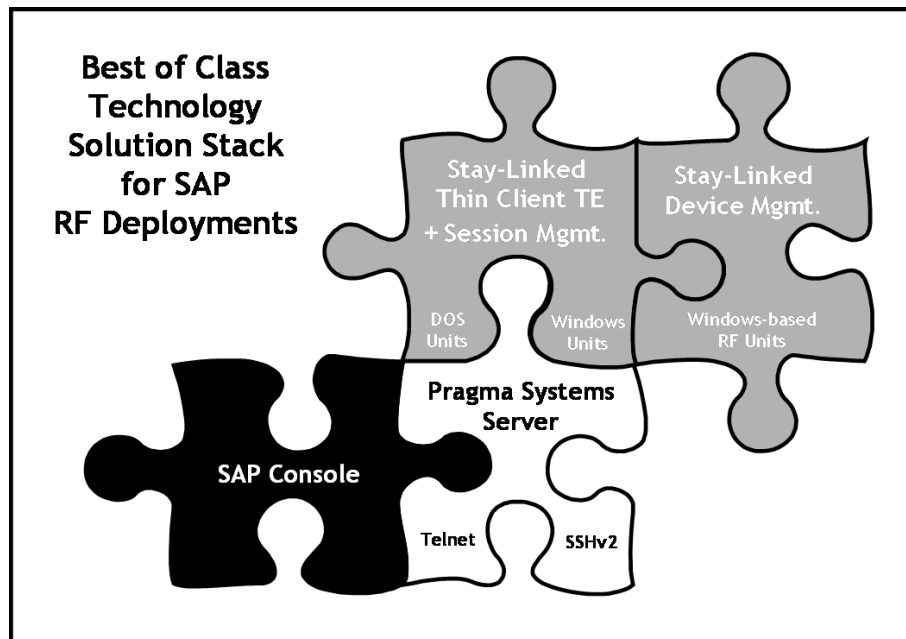 Best of Class
Technology
Solution Stack
for SAP
RF Deployments
Stay-Linked
Thin Client TE
+ Session Mgmt.
Stay-Linked
Device Mgmt.
DOS
Units
Windows
Units
Windows-based
RF Units
Pragma Systems
Server
SAP Console
Telnet
SSHv2